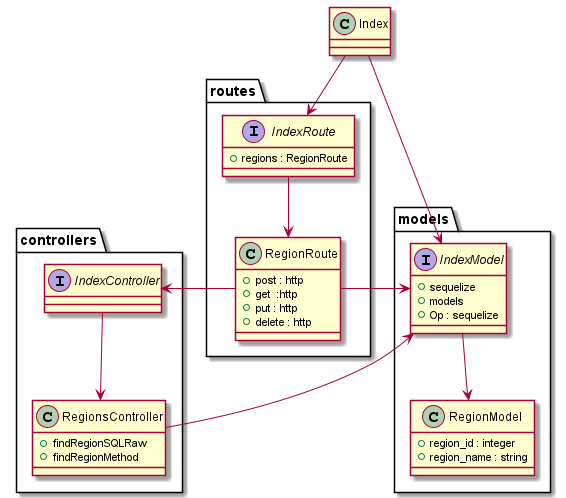 C Index
routes
I IndexRoute
regions : RegionRoute
models
controllers
I IndexController
C RegionRoute
post : http
get :http
put : http
delete : http
I IndexModel
sequelize
models
Op : sequelize
C RegionsController
findRegionSQLRaw
findRegionMethod
C RegionModel
region_id : integer
region_name : string